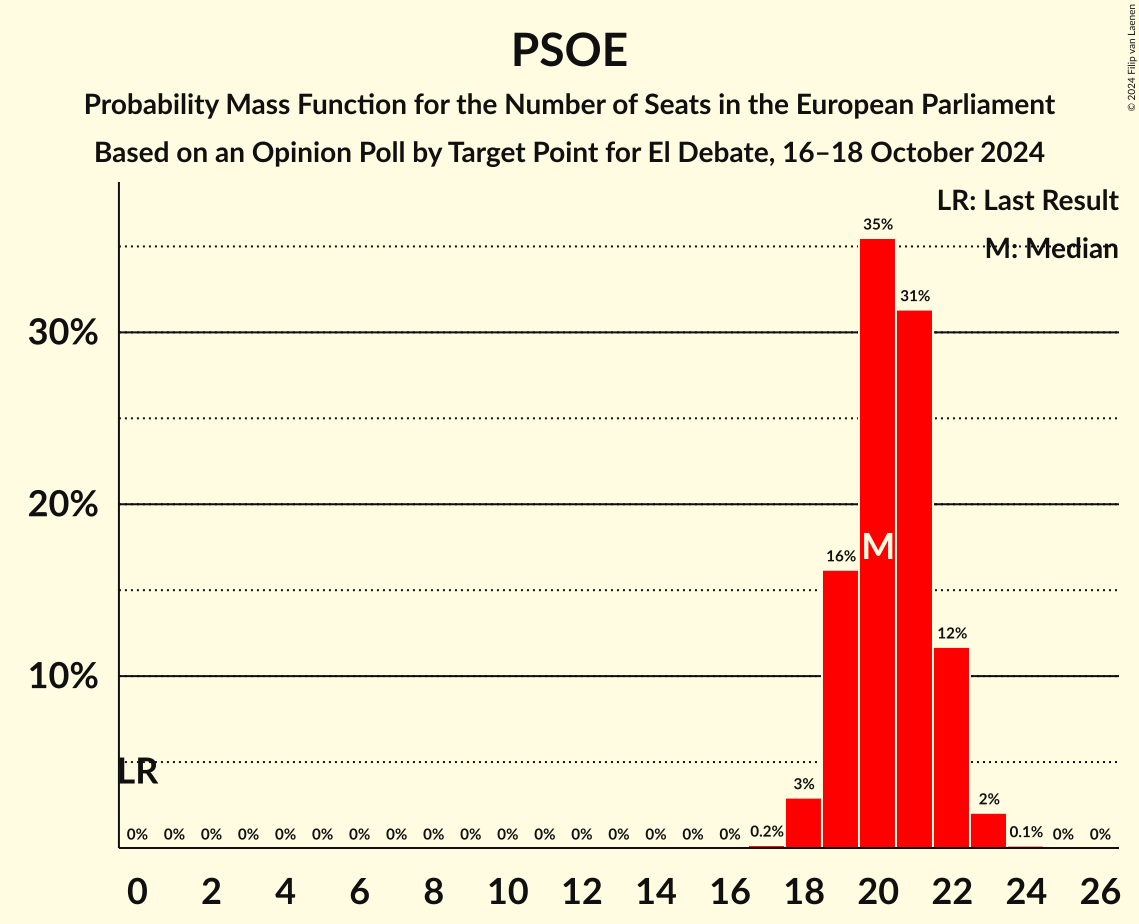 PSOE
Probability Mass Function for the Number of Seats in the European Parliament
Based on an Opinion Poll by Target Point for El Debate, 16–18 October 2024
© 2024 Filip van Laenen
LR: Last Result
M: Median
35%
31%
30%
20%
16%
M
12%
10%
LR
3%
2%
0% 0% 0% 0% 0% 0% 0% 0% 0% 0% 0% 0% 0% 0% 0% 0% 0% 0.2% 0.1% 0% 0%
0 2 4 6 8 10 12 14 16 18 20 22 24 26